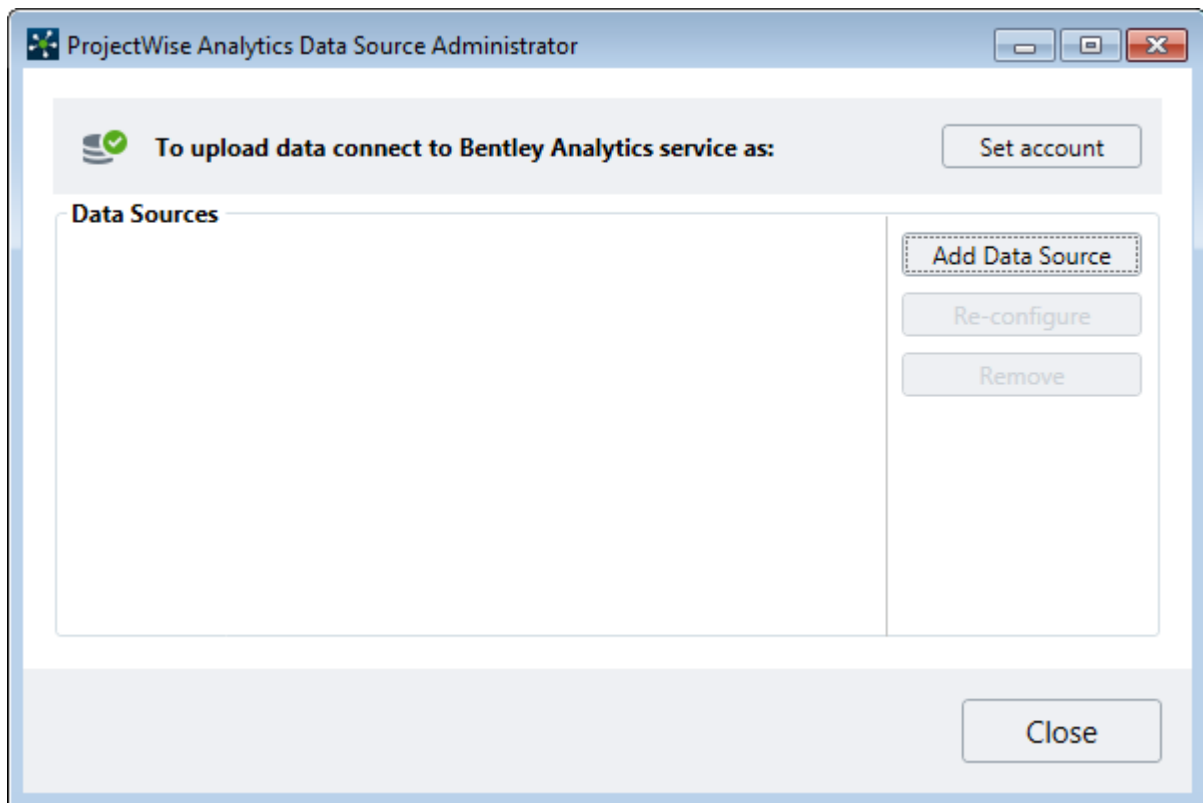 ProjectWise Analytics Data Source Administrator
To upload data connect to Bentley Analytics service as:
Set account
Data Sources
Add Data Source
Re-configure
Remove
Close